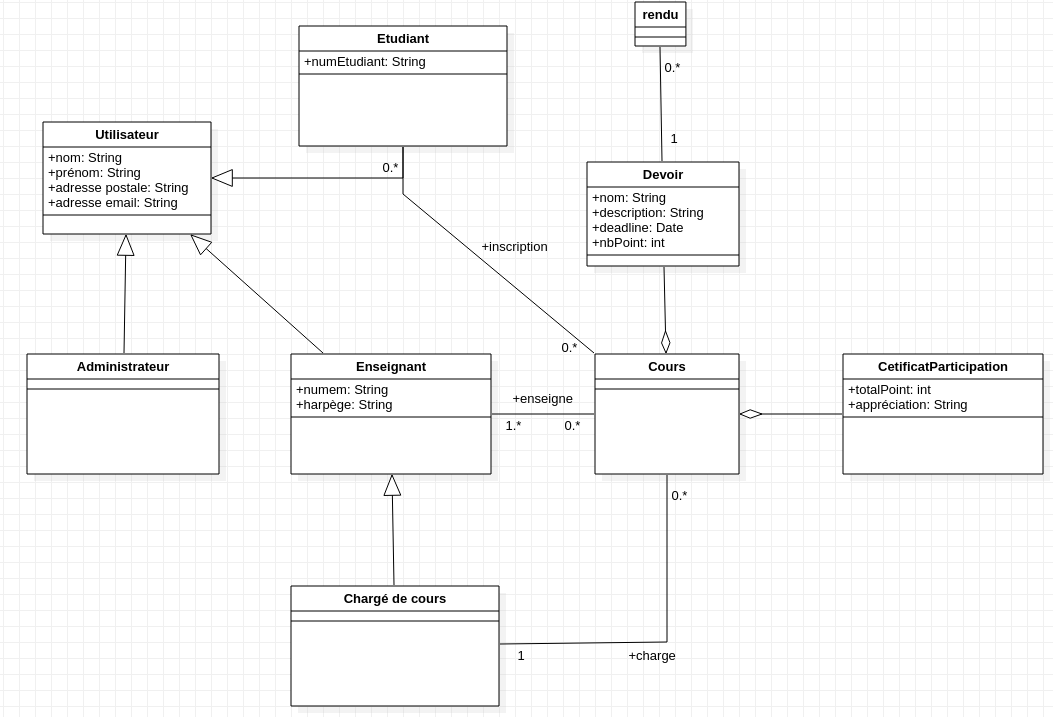 rendu
Etudiant
+numEtudiant: String
0.*
1
Utilisateur
+nom: String
+prénom: String
+adresse postale: String
+adresse email: String
0.*
Devoir
+nom: String
+description: String
+deadline: Date
+nbPoint: int
+inscription
0.*
Administrateur
Enseignant
+numem: String
+harpège: String
+enseigne
1.*
0.*
Cours
CetificatParticipation
+totalPoint: int
+appréciation: String
0.*
Chargé de cours
1
+charge